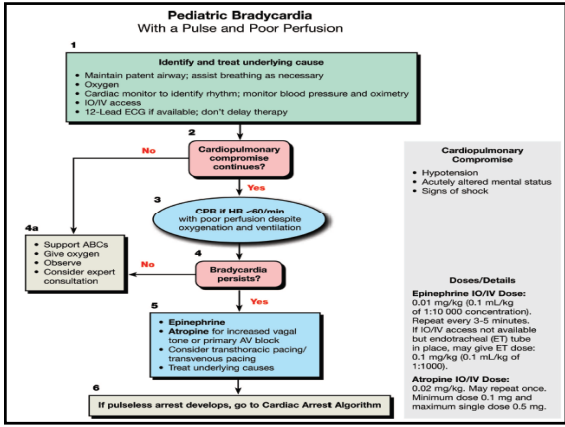 Pediatric Bradycardia
With a Pulse and Poor Perfusion
1
Identify and treat underlying cause
• Maintain patent airway; assist breathing as necessary
• Oxygen
• Cardiac monitor to identify rhythm; monitor blood pressure and oximetry
• IO/IV access
• 12-Lead ECG if available; don't delay therapy
2
No
Cardiopulmonary
compromise
continues?
Yes
Cardiopulmonary
Compromise
• Hypotension
• Acutely altered mental status
• Signs of shock
3
CPR if HR <60/min
with poor perfusion despite
oxygenation and ventilation
4a
• Support ABCs
• Give oxygen
• Observe
• Consider expert
consultation
4
No
Bradycardia
persists?
Yes
5
• Epinephrine
• Atropine for increased vagal
tone or primary AV block
• Consider transthoracic pacing/
transvenous pacing
• Treat underlying causes
Doses/Details
Epinephrine IO/IV Dose:
0.01 mg/kg (0.1 mL/kg
of 1:10 000 concentration).
Repeat every 3-5 minutes.
If IO/IV access not available
but endotracheal (ET) tube
in place, may give ET dose:
0.1 mg/kg (0.1 mL/kg of
1:1000).
Atropine IO/IV Dose:
0.02 mg/kg. May repeat once.
Minimum dose 0.1 mg and
maximum single dose 0.5 mg.
6
If pulseless arrest develops, go to Cardiac Arrest Algorithm